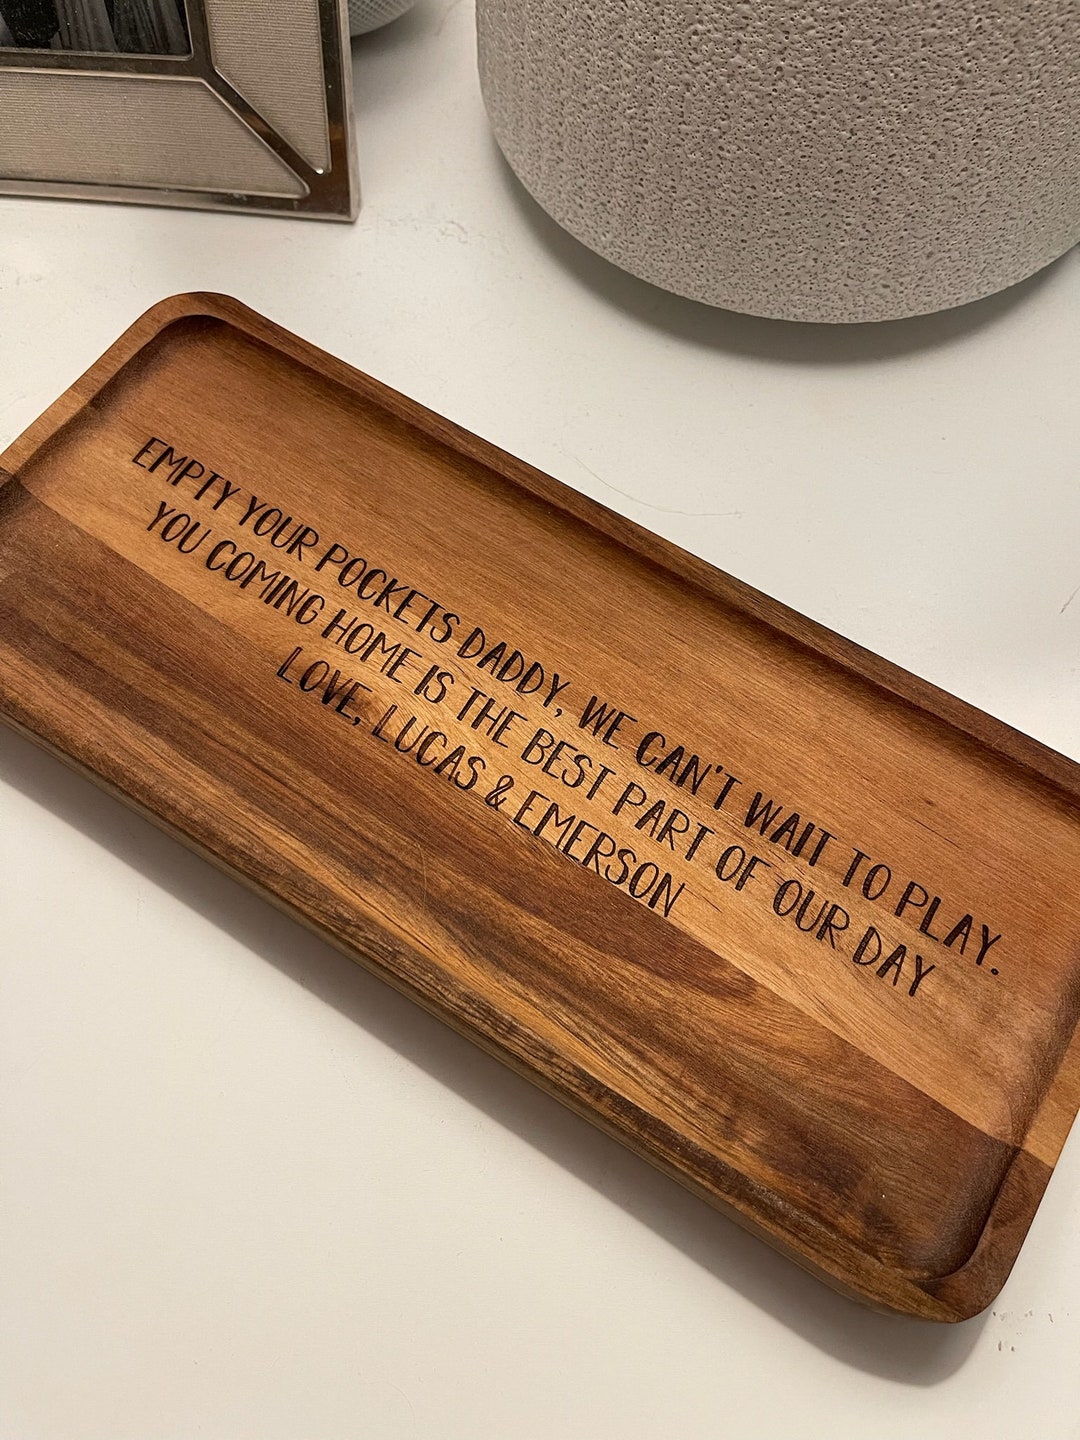 EMPTY YOUR POCKETS DADDY, WE CAN'T WAIT TO PLAY.
YOU COMING HOME IS THE BEST PART OF OUR DAY
LOVE, LUCAS & EMERSON